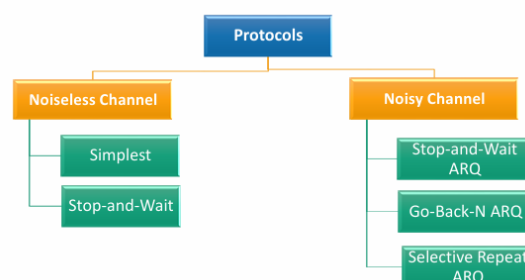 Protocols
Noiseless Channel
Noisy Channel
Simplest
Stop-and-Wait
Stop-and-Wait
ARQ
Go-Back-N ARQ
Selective Repeat
ARQ